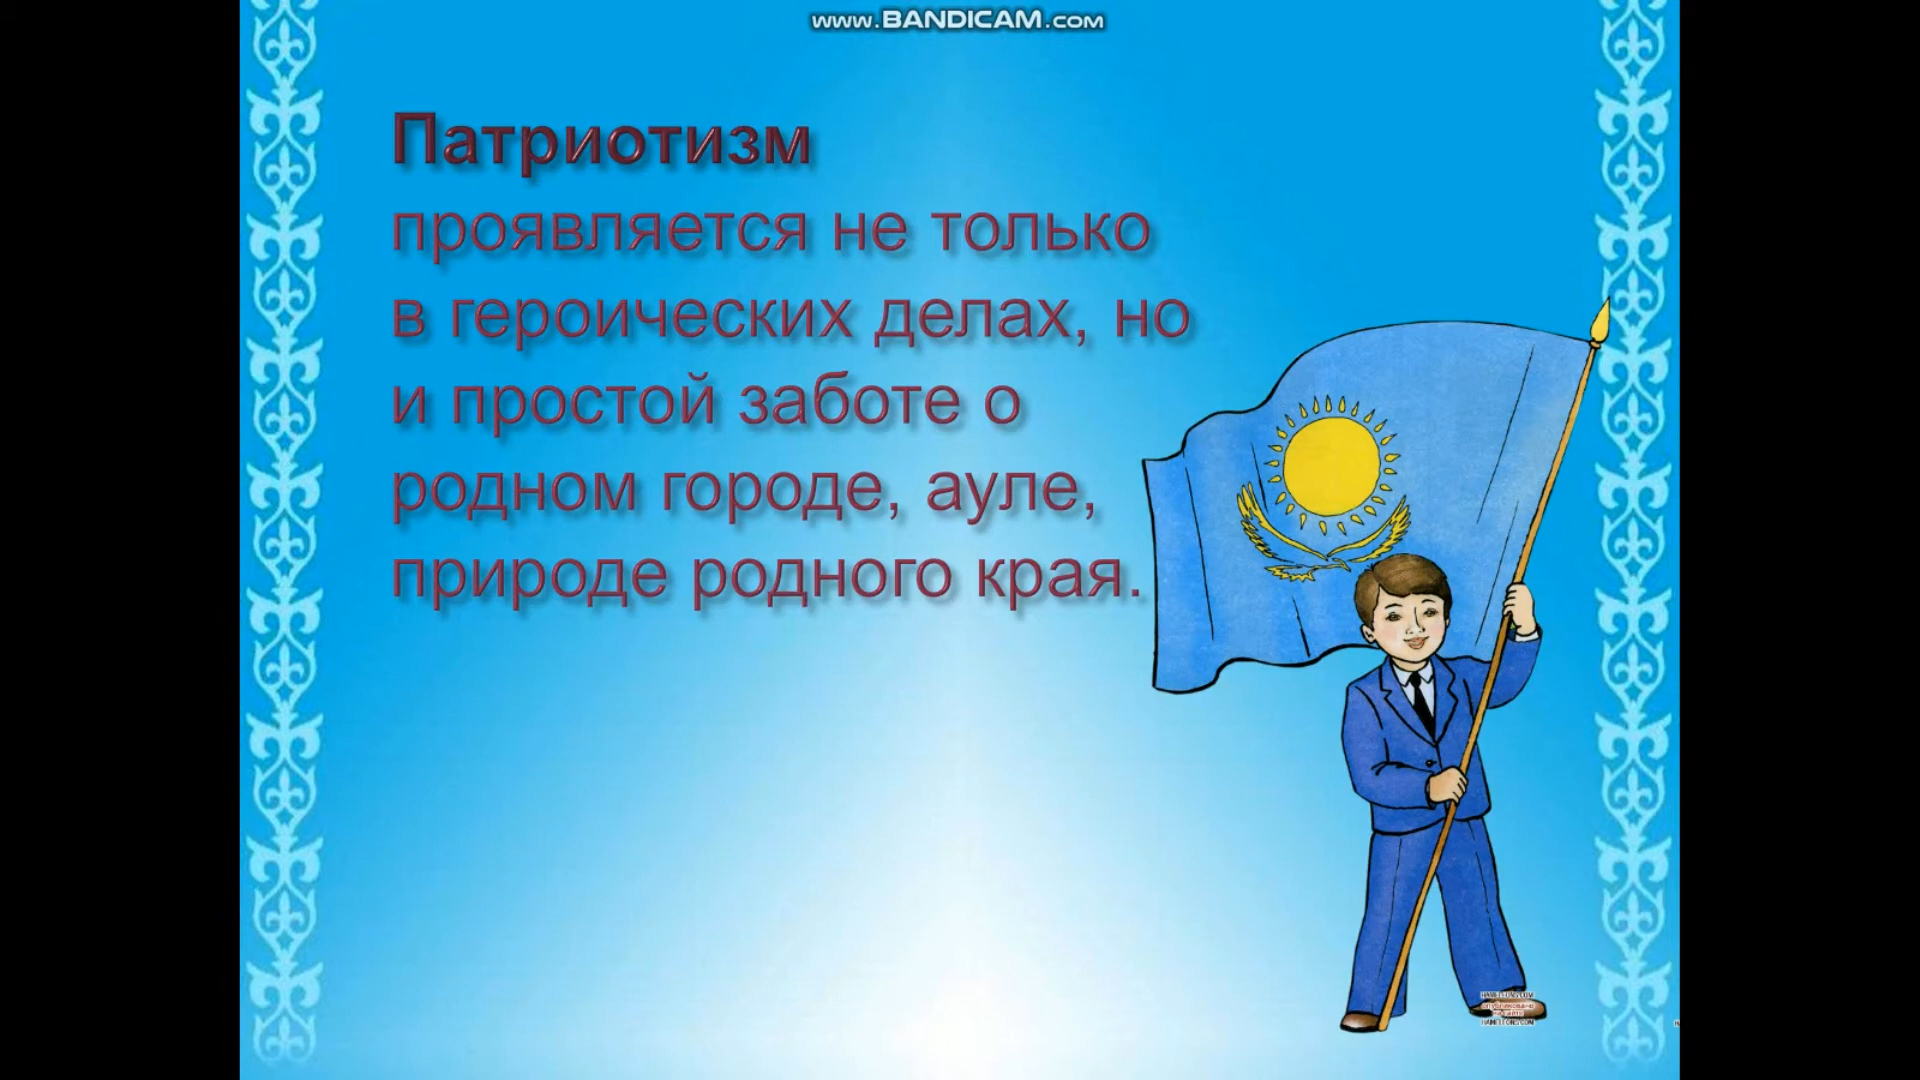 www.BANDICAM.com
Патриотизм
проявляется не только
в героических делах, но
и простой заботе о
родном городе, ауле,
природе родного края.